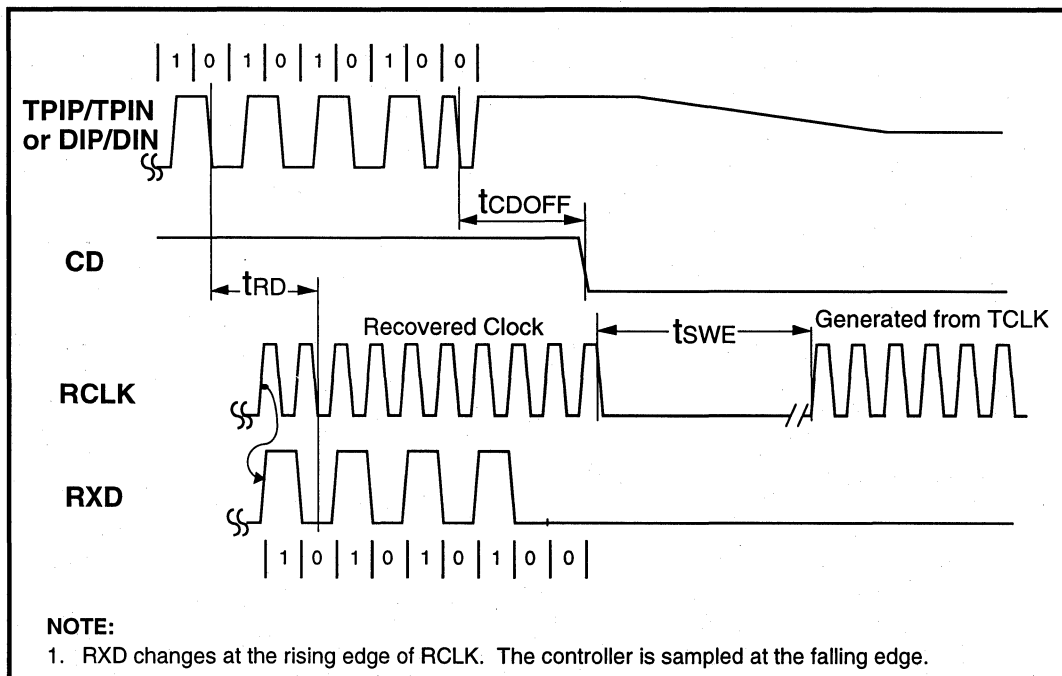 1 0 1 0 1 0 1 0 0
TPIP/TPIN
or DIP/DIN
tCDOFF
CD
tRD
Recovered Clock
tSWE
Generated from TCLK
RCLK
RXD
1 0 1 0 1 0 1 0 0
NOTE:
1. RXD changes at the rising edge of RCLK. The controller is sampled at the falling edge.